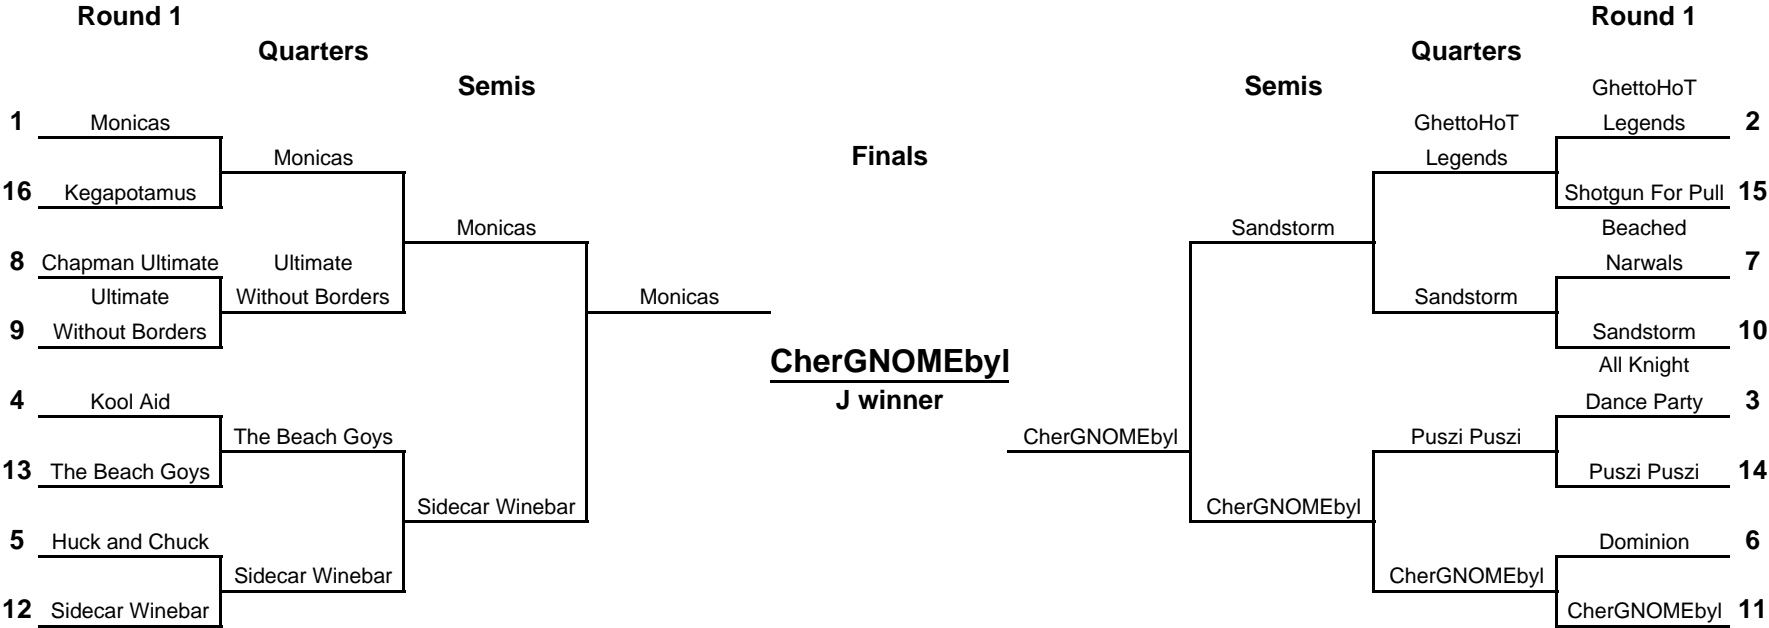 Round 1
Round 1
Quarters
Quarters
Semis
Semis
GhettoHoT
1 Monicas
GhettoHoT
Legends 2
Monicas
Finals
Legends
16 Kegapotamus
Shotgun For Pull 15
Monicas
Sandstorm
Beached
8 Chapman Ultimate
Ultimate
Narwals 7
Ultimate
Without Borders
Monicas
Sandstorm
9 Without Borders
Sandstorm 10
CherGNOMEbyl
All Knight
4 Kool Aid
J winner
Dance Party 3
The Beach Goys
CherGNOMEbyl
Puszi Puszi
13 The Beach Goys
Puszi Puszi 14
Sidecar Winebar
CherGNOMEbyl
5 Huck and Chuck
Dominion 6
Sidecar Winebar
CherGNOMEbyl
12 Sidecar Winebar
CherGNOMEbyl 11